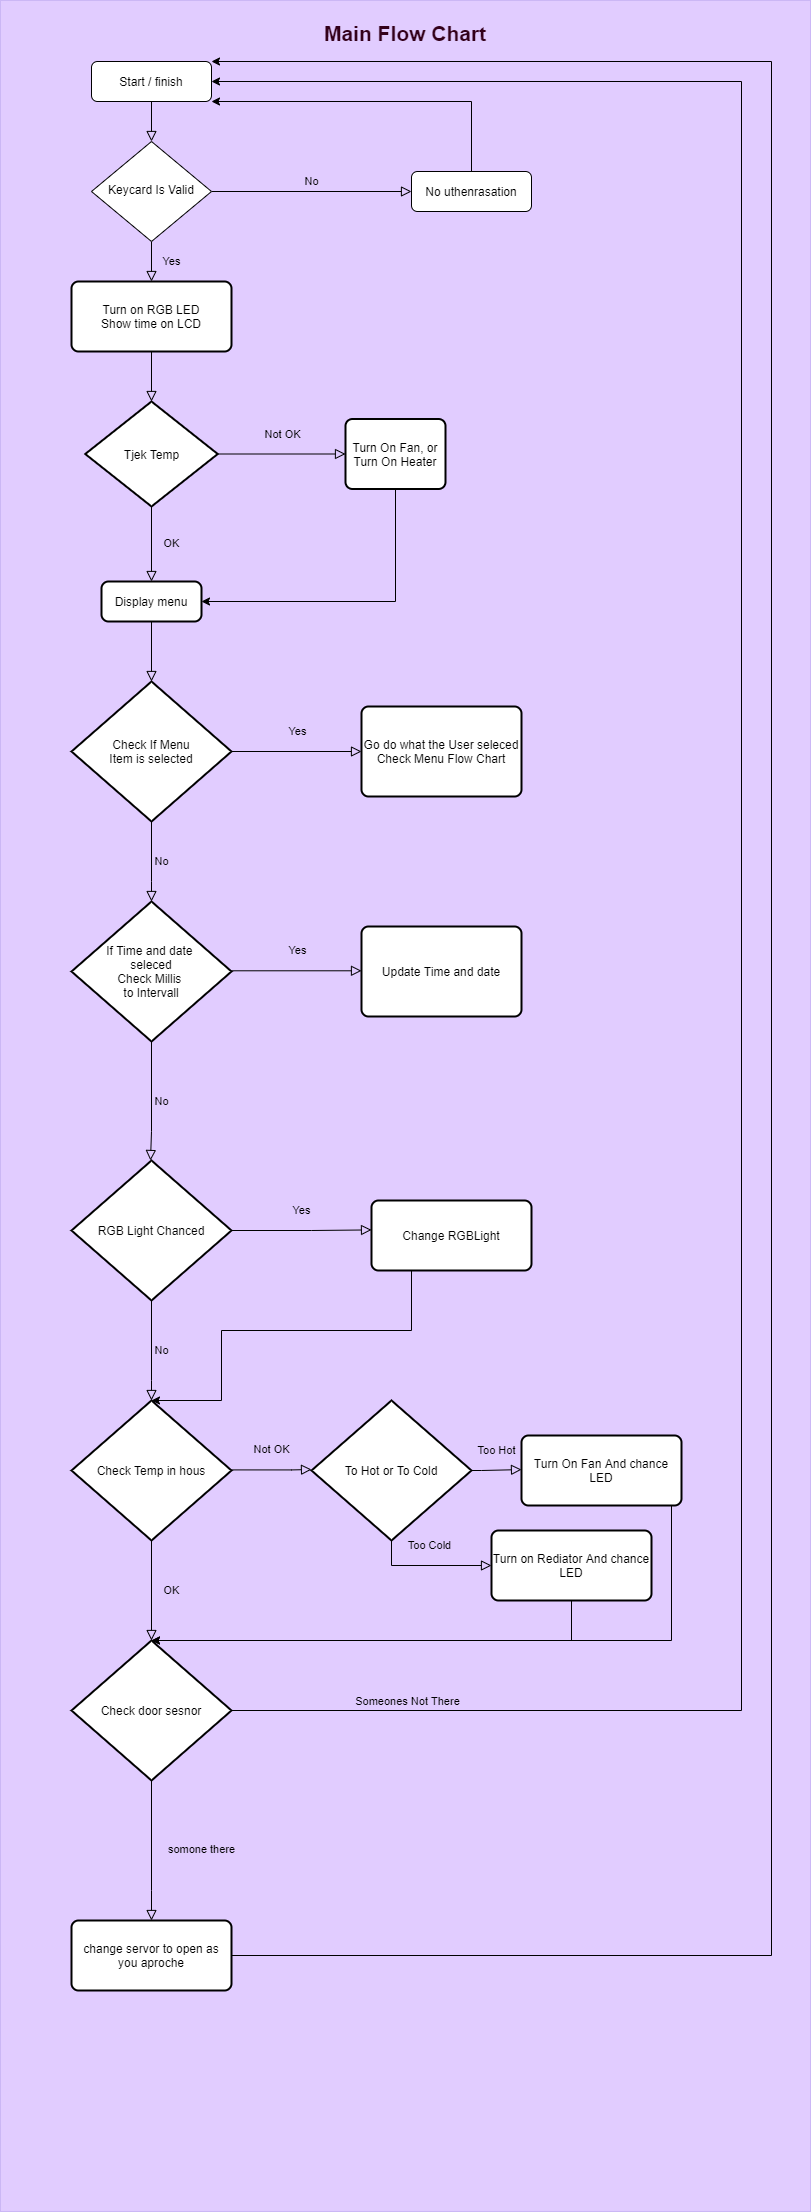 Main Flow Chart
Start / finish
Keycard Is Valid
No
No uthenrasation
Yes
Turn on RGB LED
Show time on LCD
Tjek Temp
Not OK
Turn On Fan, or
Turn On Heater
OK
Display menu
Check If Menu
Item is selected
Yes
Go do what the User seleced
Check Menu Flow Chart
No
If Time and date
seleced
Check Millis
to Intervall
Yes
Update Time and date
No
RGB Light Chanced
Yes
Change RGBLight
No
Check Temp in hous
Not OK
To Hot or To Cold
Too Hot
Turn On Fan And chance
LED
Too Cold
Turn on Rediator And chance
LED
OK
Check door sesnor
Someones Not There
somone there
change servor to open as
you aproche